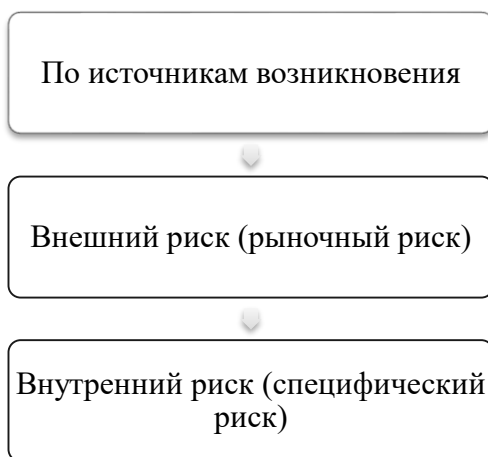 По источникам возникновения
Внешний риск (рыночный риск)
Внутренний риск (специфический
риск)